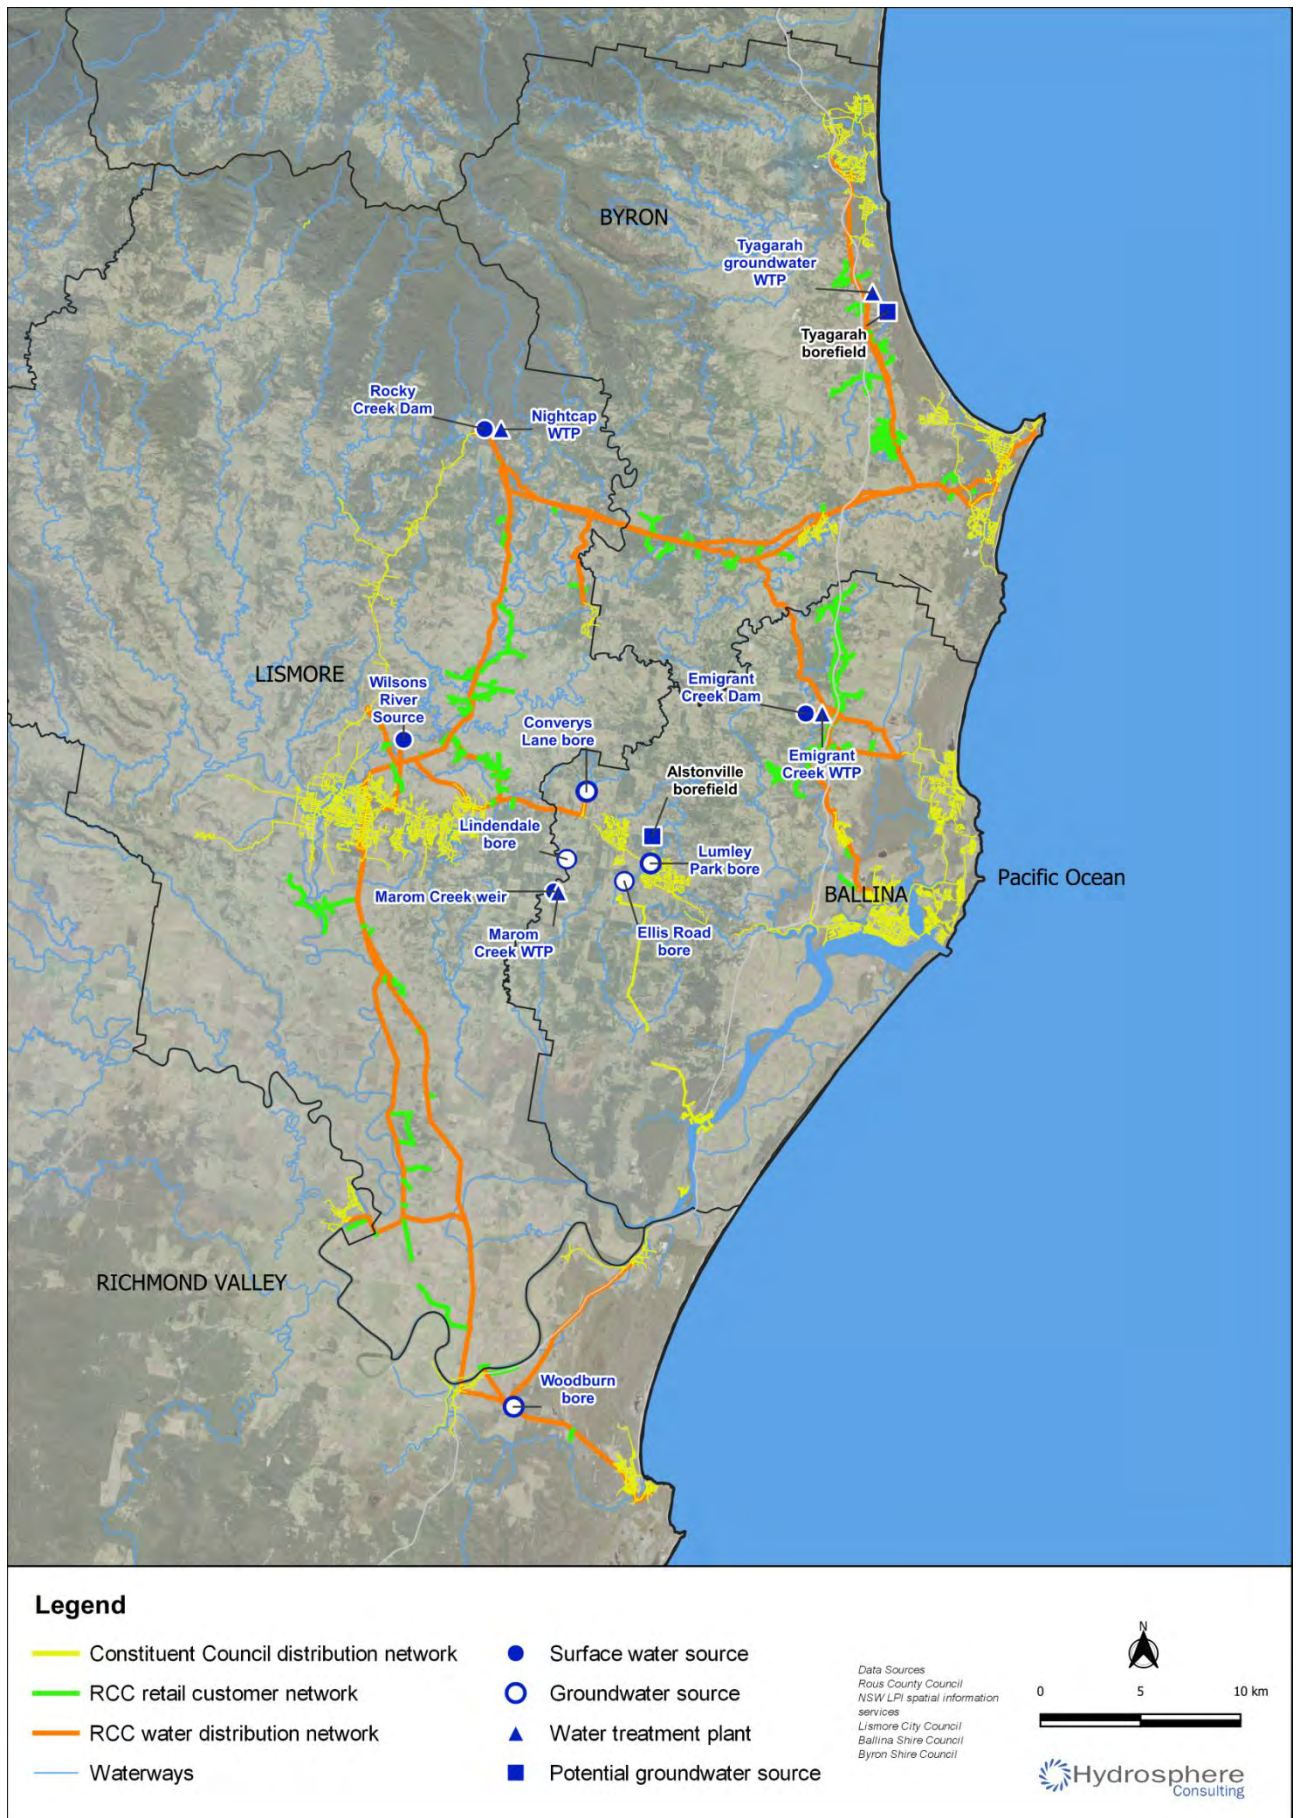 BYRON
Tyagarah
groundwater
WTP
Tyagarah
borefield
Rocky
Creek Dam
Nightcap
WTP
LISMORE
Wilsons
River
Source
Emigrant
Creek Dam
Converys
Lane bore
Emigrant
Creek WTP
Alstonville
borefield
Lindendale
bore
Lumley
Park bore
Marom Creek weir
BALLINA
Pacific Ocean
Marom
Creek WTP
Ellis Road
bore
RICHMOND VALLEY
Woodburn
bore
Legend
Constituent Council distribution network
RCC retail customer network
RCC water distribution network
Waterways
Surface water source
Groundwater source
Water treatment plant
Potential groundwater source
Data Sources
Rous County Council
NSW LPI spatial information
services
Lismore City Council
Ballina Shire Council
Byron Shire Council
N
0 5 10 km
Hydrosphere
Consulting